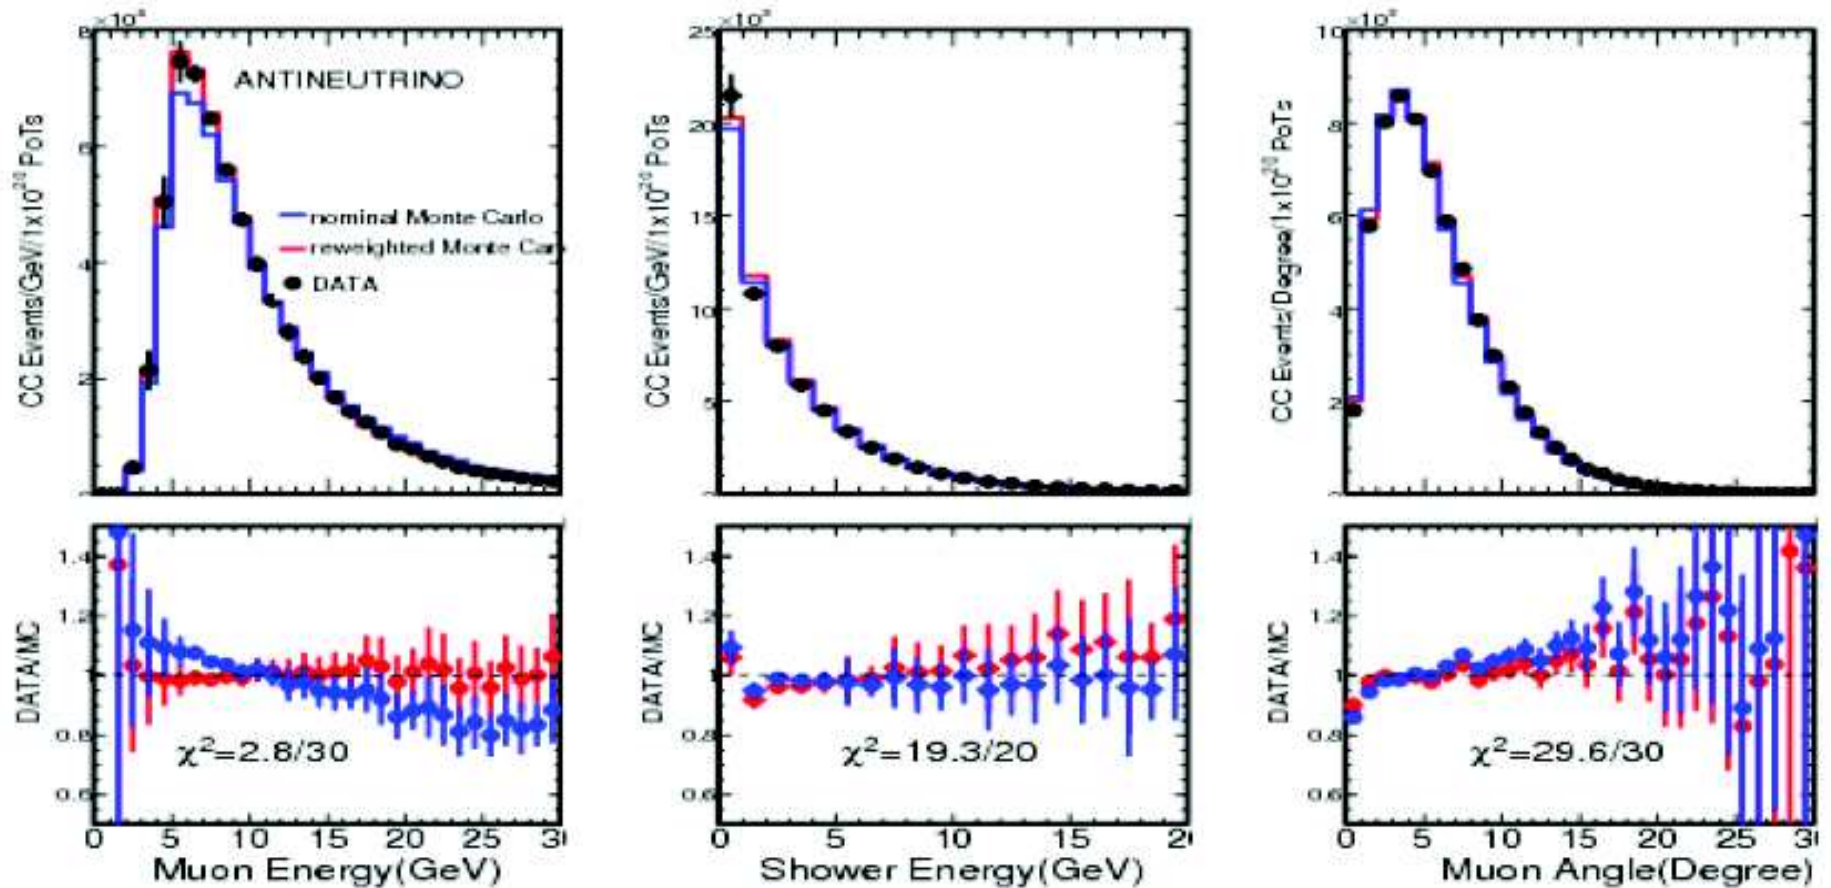 ×10³
8
6
4
2
CC Events/GeV/1x10²⁰ PoTs
ANTINEUTRINO
nominal Monte Carlo
reweighted Monte Car
DATA
25
20
15
10
5
CC Events/GeV/1x10²⁰ PoTs
10
8
6
4
2
CC Events/Degree/1x10²⁰ PoTs
1.4
1.2
1
0.8
0.6
DATA/MC
χ²=2.8/30
0 5 10 15 20 25 30
Muon Energy(GeV)
1.4
1.2
1
0.8
0.6
DATA/MC
χ²=19.3/20
0 5 10 15 20
Shower Energy(GeV)
1.4
1.2
1
0.8
0.6
DATA/MC
χ²=29.6/30
0 5 10 15 20 25 30
Muon Angle(Degree)